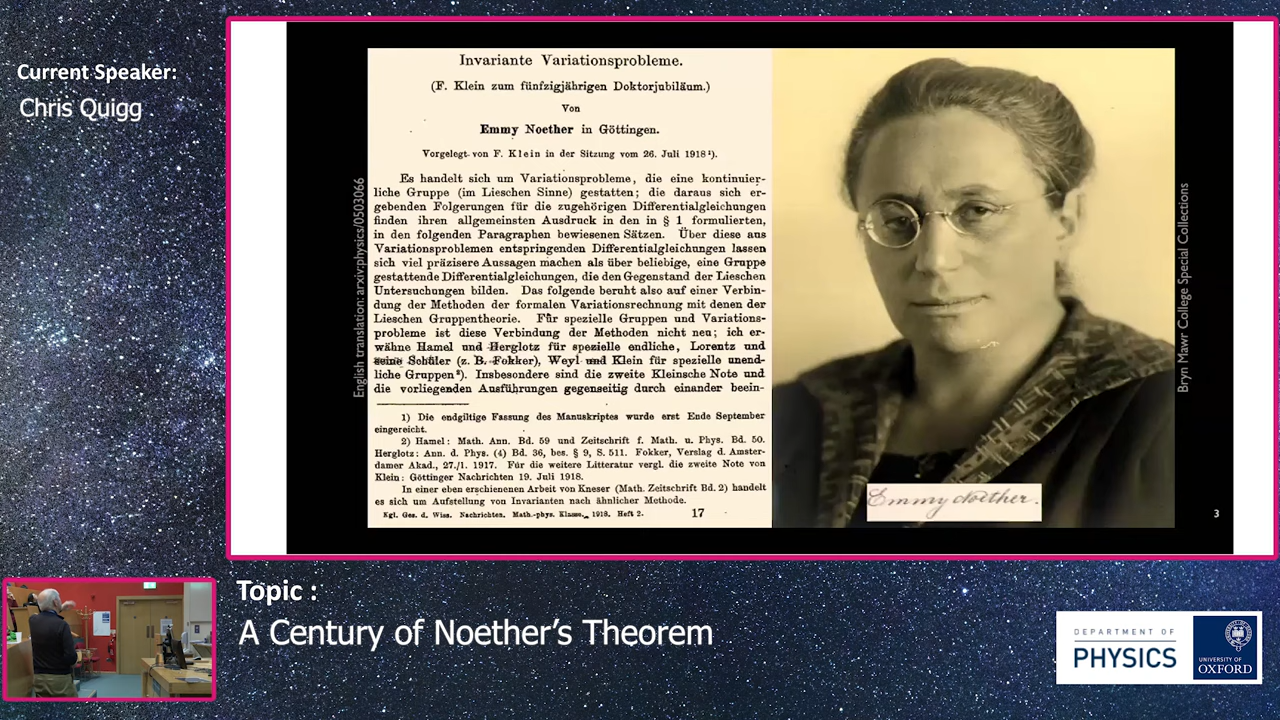 Current Speaker:
Chris Quigg
English translation: arxiv:physics/0503066
Invariante Variationsprobleme.
(F. Klein zum fünfzigjährigen Doktorjubiläum.)
Von
Emmy Noether in Göttingen.
Vorgelegt von F. Klein in der Sitzung vom 26. Juli 1918¹).
Es handelt sich um Variationsprobleme, die eine kontinuier-
liche Gruppe (im Lieschen Sinne) gestatten; die daraus sich er-
gebenden Folgerungen für die zugehörigen Differentialgleichungen
finden ihren allgemeinsten Ausdruck in den in § 1 formulierten,
in den folgenden Paragraphen bewiesenen Sätzen. Über diese aus
Variationsproblemen entspringenden Differentialgleichungen lassen
sich viel präzisere Aussagen machen als über beliebige, eine Gruppe
gestattende Differentialgleichungen, die den Gegenstand der Lieschen
Untersuchungen bilden. Das folgende beruht also auf einer Verbin-
dung der Methoden der formalen Variationsrechnung mit denen der
Lieschen Gruppentheorie. Für spezielle Gruppen und Variations-
probleme ist diese Verbindung der Methoden nicht neu; ich er-
wähne Hamel und Herglotz für spezielle endliche, Lorentz und
seine Schüler (z. B. Fokker), Weyl und Klein für spezielle unend-
liche Gruppen²). Insbesondere sind die zweite Kleinsche Note und
die vorliegenden Ausführungen gegenseitig durch einander beein-
1) Die endgiltige Fassung des Manuskriptes wurde erst Ende September
eingereicht.
2) Hamel: Math. Ann. Bd. 59 und Zeitschrift f. Math. u. Phys. Bd. 50.
Herglotz: Ann. d. Phys. (4) Bd. 36, bes. § 9, S. 511. Fokker, Verslag d. Amster-
damer Akad., 27./1. 1917. Für die weitere Litteratur vergl. die zweite Note von
Klein: Göttinger Nachrichten 19. Juli 1918.
In einer eben erschienenen Arbeit von Kneser (Math. Zeitschrift Bd. 2) handelt
es sich um Aufstellung von Invarianten nach ähnlicher Methode.
Kgl. Ges. d. Wiss. Nachrichten. Math.-phys. Klasse. 1918. Heft 2.
17
Emmy Noether.
Bryn Mawr College Special Collections
3
Topic :
A Century of Noether's Theorem
DEPARTMENT OF
PHYSICS
UNIVERSITY OF
OXFORD